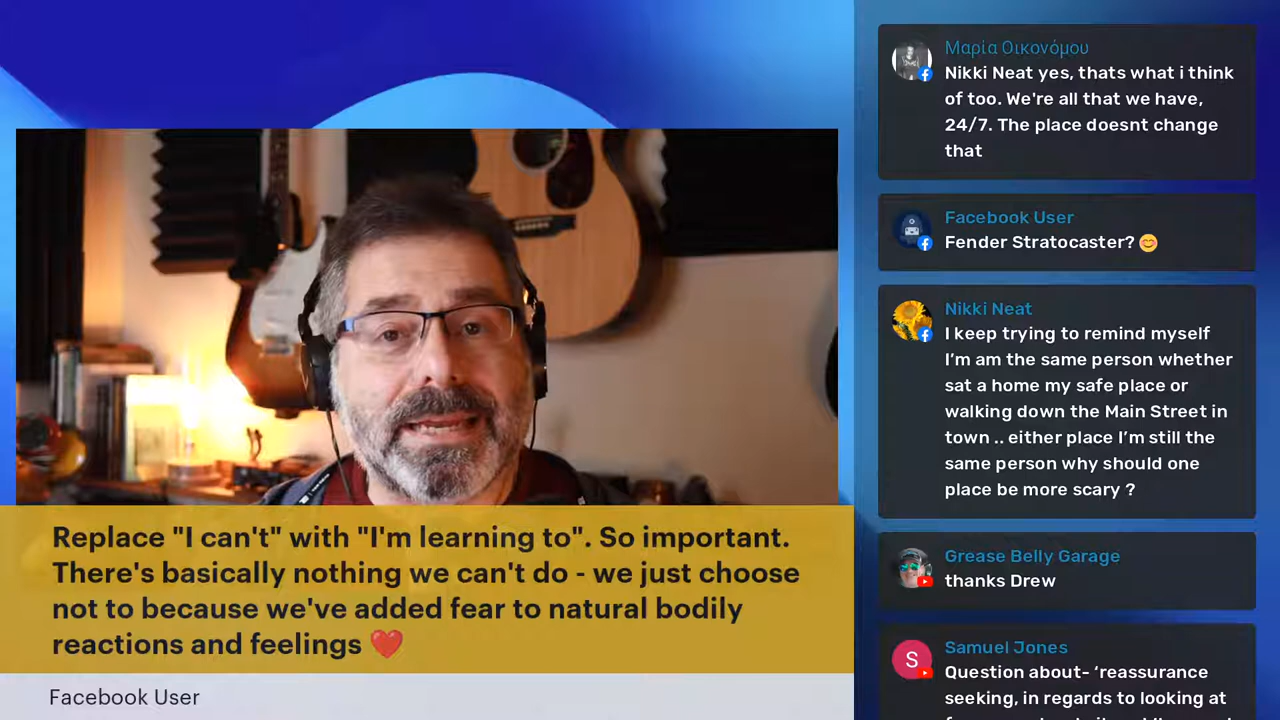 Replace "I can't" with "I'm learning to". So important.
There's basically nothing we can't do - we just choose
not to because we've added fear to natural bodily
reactions and feelings ❤️
Facebook User
Μαρία Οικονόμου
Nikki Neat yes, thats what i think
of too. We're all that we have,
24/7. The place doesnt change
that
Facebook User
Fender Stratocaster? 😊
Nikki Neat
I keep trying to remind myself
I’m am the same person whether
sat a home my safe place or
walking down the Main Street in
town .. either place I’m still the
same person why should one
place be more scary ?
Grease Belly Garage
thanks Drew
S
Samuel Jones
Question about- ‘reassurance
seeking, in regards to looking at